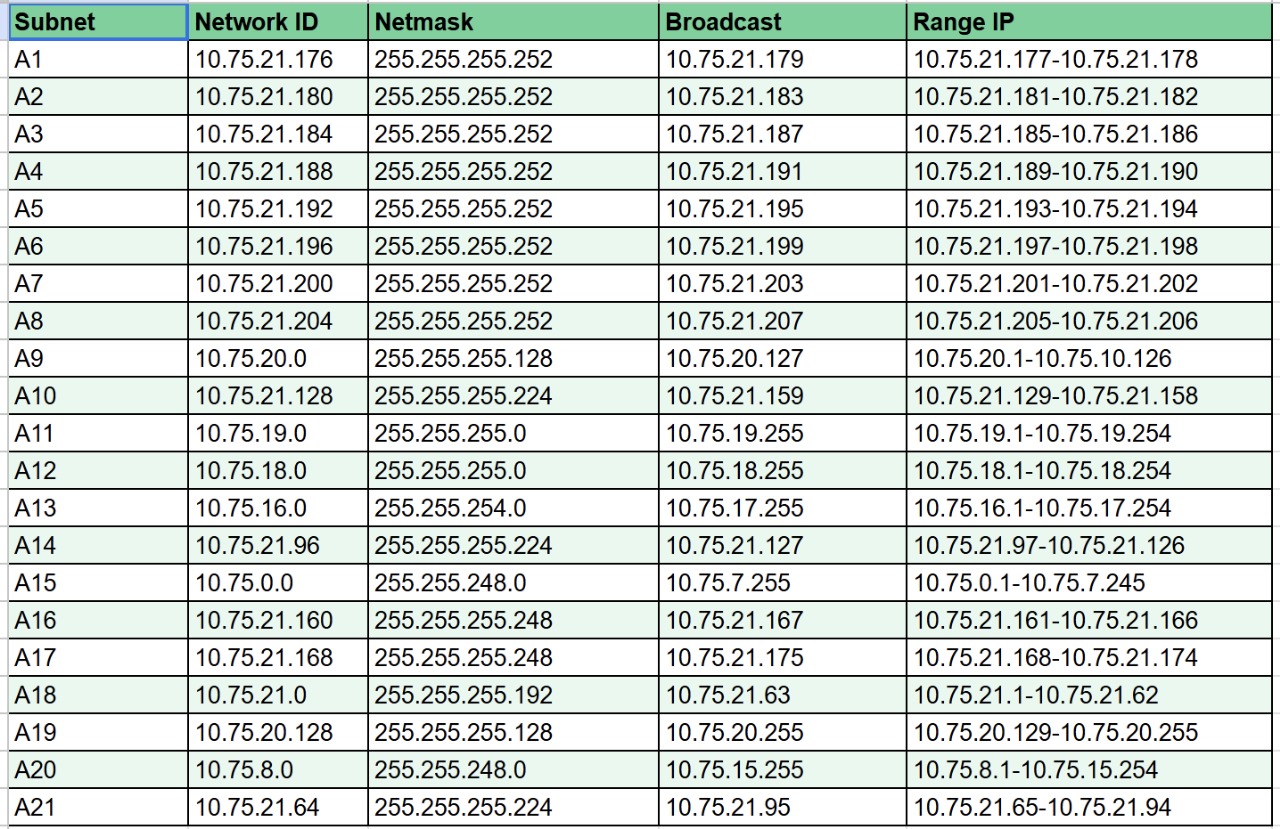 Subnet Network ID Netmask Broadcast Range IP
A1 10.75.21.176 255.255.255.252 10.75.21.179 10.75.21.177-10.75.21.178
A2 10.75.21.180 255.255.255.252 10.75.21.183 10.75.21.181-10.75.21.182
A3 10.75.21.184 255.255.255.252 10.75.21.187 10.75.21.185-10.75.21.186
A4 10.75.21.188 255.255.255.252 10.75.21.191 10.75.21.189-10.75.21.190
A5 10.75.21.192 255.255.255.252 10.75.21.195 10.75.21.193-10.75.21.194
A6 10.75.21.196 255.255.255.252 10.75.21.199 10.75.21.197-10.75.21.198
A7 10.75.21.200 255.255.255.252 10.75.21.203 10.75.21.201-10.75.21.202
A8 10.75.21.204 255.255.255.252 10.75.21.207 10.75.21.205-10.75.21.206
A9 10.75.20.0 255.255.255.128 10.75.20.127 10.75.20.1-10.75.10.126
A10 10.75.21.128 255.255.255.224 10.75.21.159 10.75.21.129-10.75.21.158
A11 10.75.19.0 255.255.255.0 10.75.19.255 10.75.19.1-10.75.19.254
A12 10.75.18.0 255.255.255.0 10.75.18.255 10.75.18.1-10.75.18.254
A13 10.75.16.0 255.255.254.0 10.75.17.255 10.75.16.1-10.75.17.254
A14 10.75.21.96 255.255.255.224 10.75.21.127 10.75.21.97-10.75.21.126
A15 10.75.0.0 255.255.248.0 10.75.7.255 10.75.0.1-10.75.7.245
A16 10.75.21.160 255.255.255.248 10.75.21.167 10.75.21.161-10.75.21.166
A17 10.75.21.168 255.255.255.248 10.75.21.175 10.75.21.168-10.75.21.174
A18 10.75.21.0 255.255.255.192 10.75.21.63 10.75.21.1-10.75.21.62
A19 10.75.20.128 255.255.255.128 10.75.20.255 10.75.20.129-10.75.20.255
A20 10.75.8.0 255.255.248.0 10.75.15.255 10.75.8.1-10.75.15.254
A21 10.75.21.64 255.255.255.224 10.75.21.95 10.75.21.65-10.75.21.94